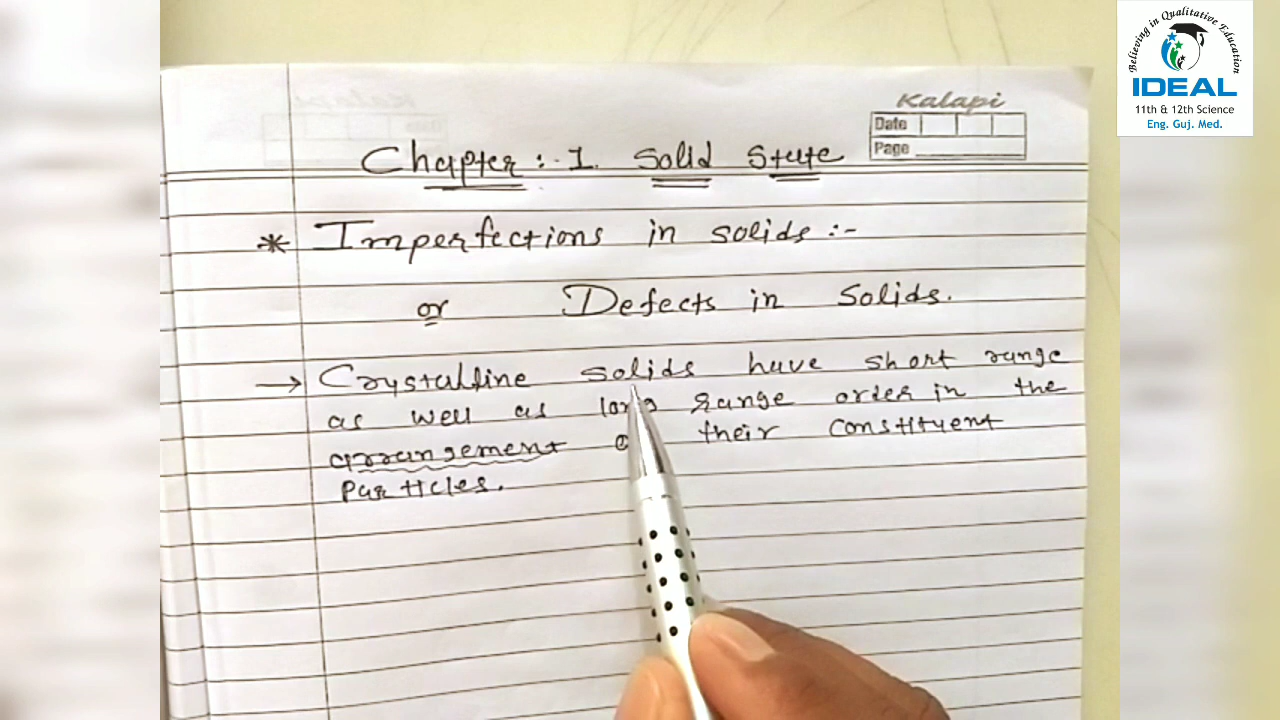 Believing in Qualitative Education
IDEAL
11th & 12th Science
Eng. Guj. Med.
Kalapi
Date
Page
Chapter :- 1. Solid State
* Imperfections in solids :-
or Defects in Solids.
→ Crystalline solids have short range
as well as long range order in the
arrangement their constituent
Particles.